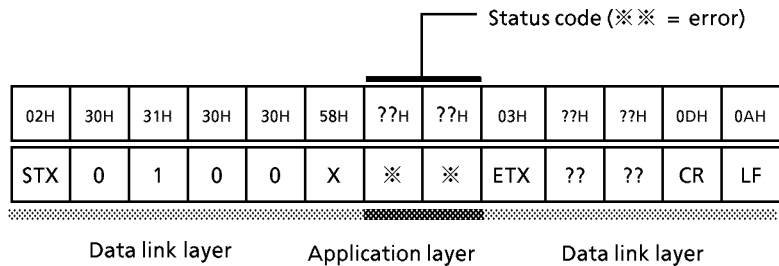 Status code (※※ = error)
02H 30H 31H 30H 30H 58H ??H ??H 03H ??H ??H 0DH 0AH
STX 0 1 0 0 X ※ ※ ETX ?? ?? CR LF
Data link layer Application layer Data link layer